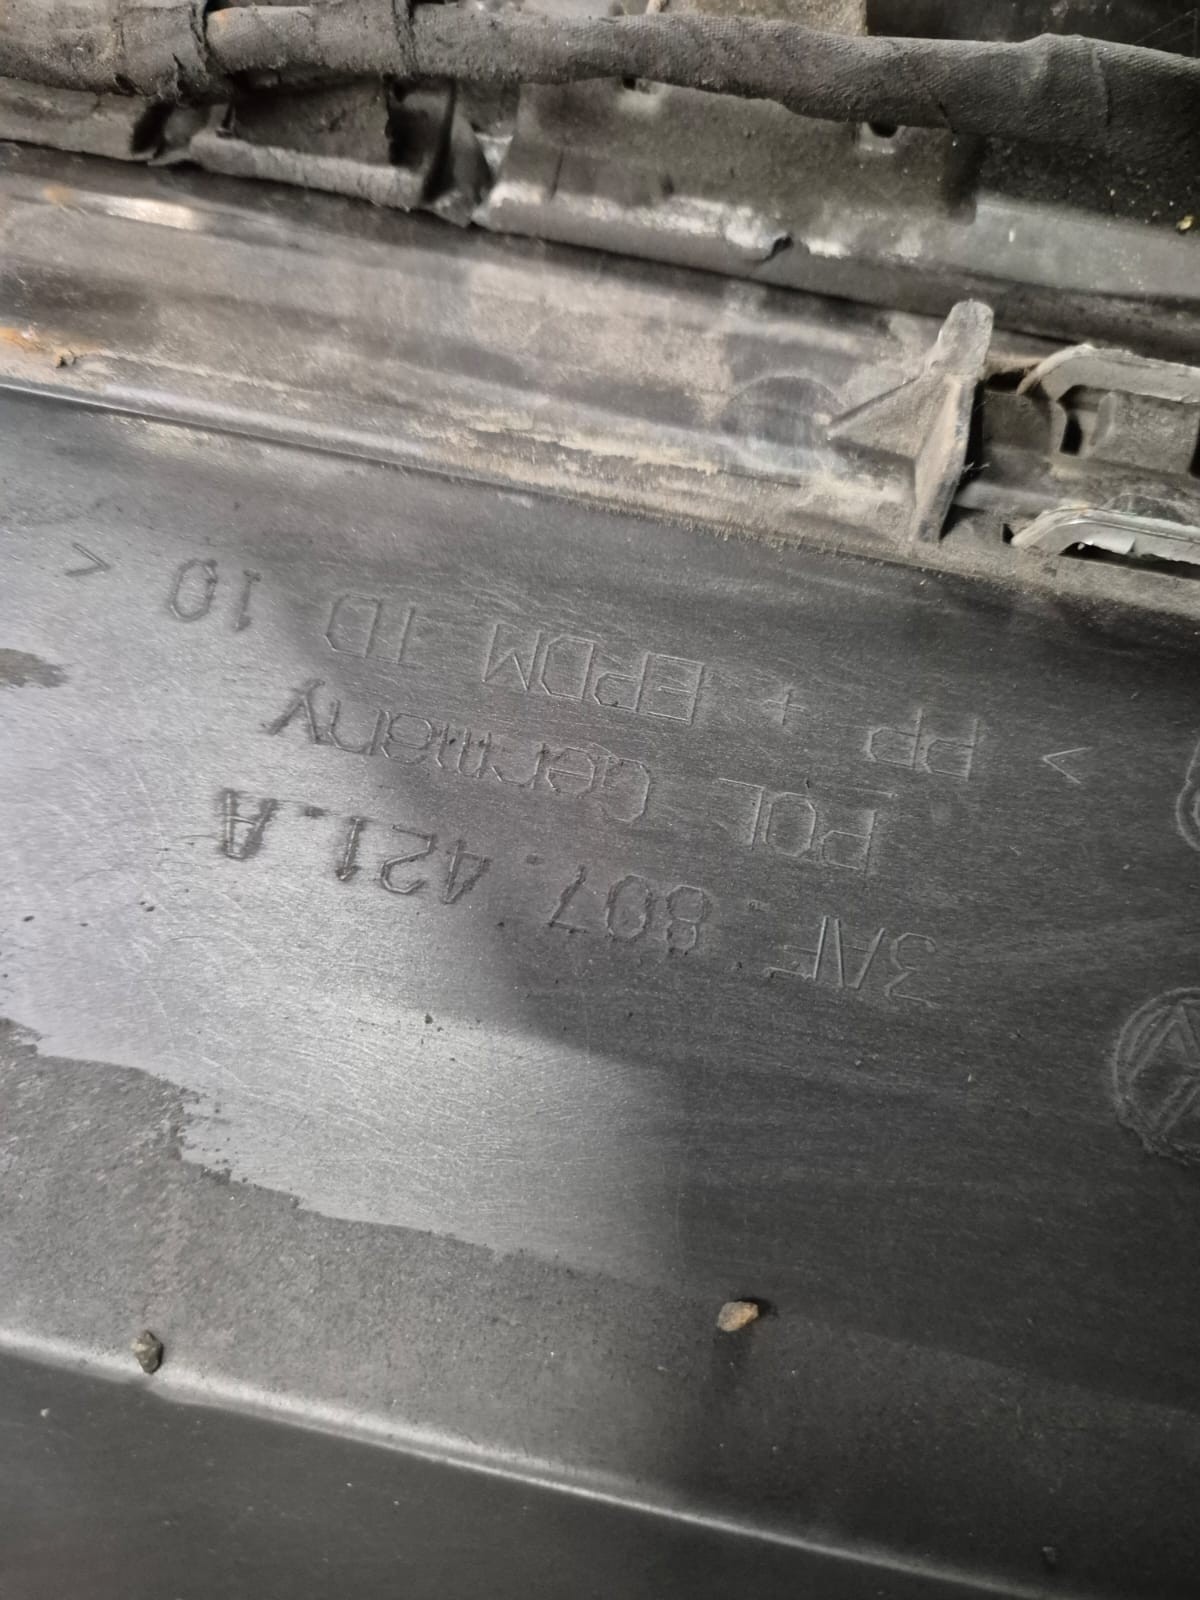 3AF.807.421.A
POL Germany
> PP + EPDM TD 10 <